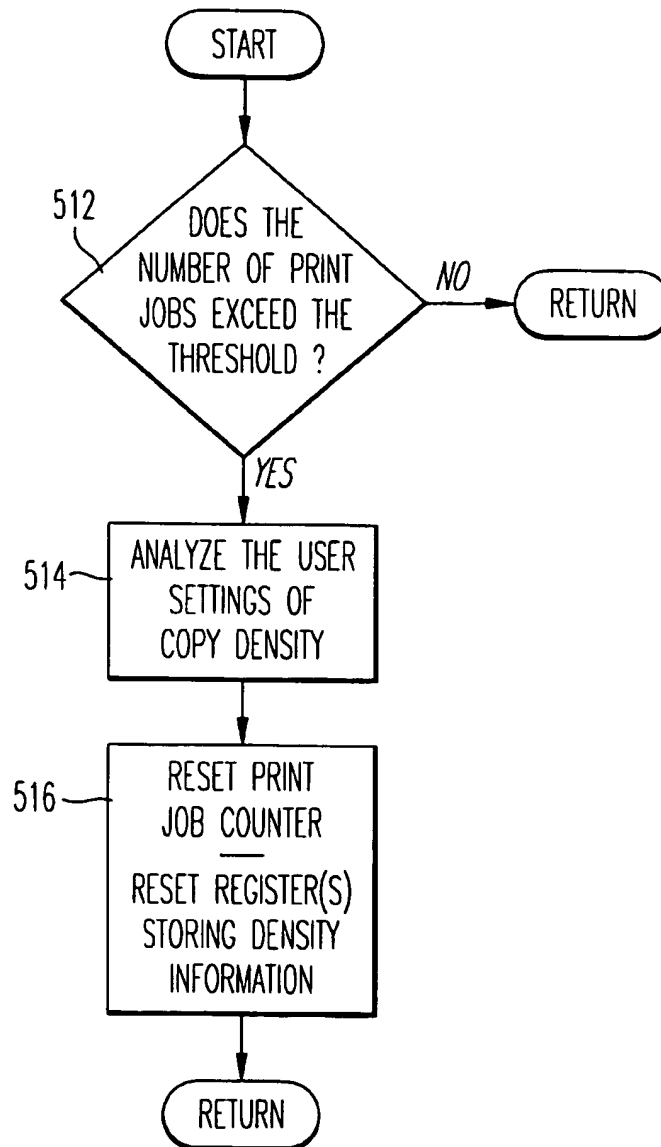 START
512
DOES THE
NUMBER OF PRINT
JOBS EXCEED THE
THRESHOLD ?
NO
RETURN
YES
514
ANALYZE THE USER
SETTINGS OF
COPY DENSITY
516
RESET PRINT
JOB COUNTER
RESET REGISTER(S)
STORING DENSITY
INFORMATION
RETURN